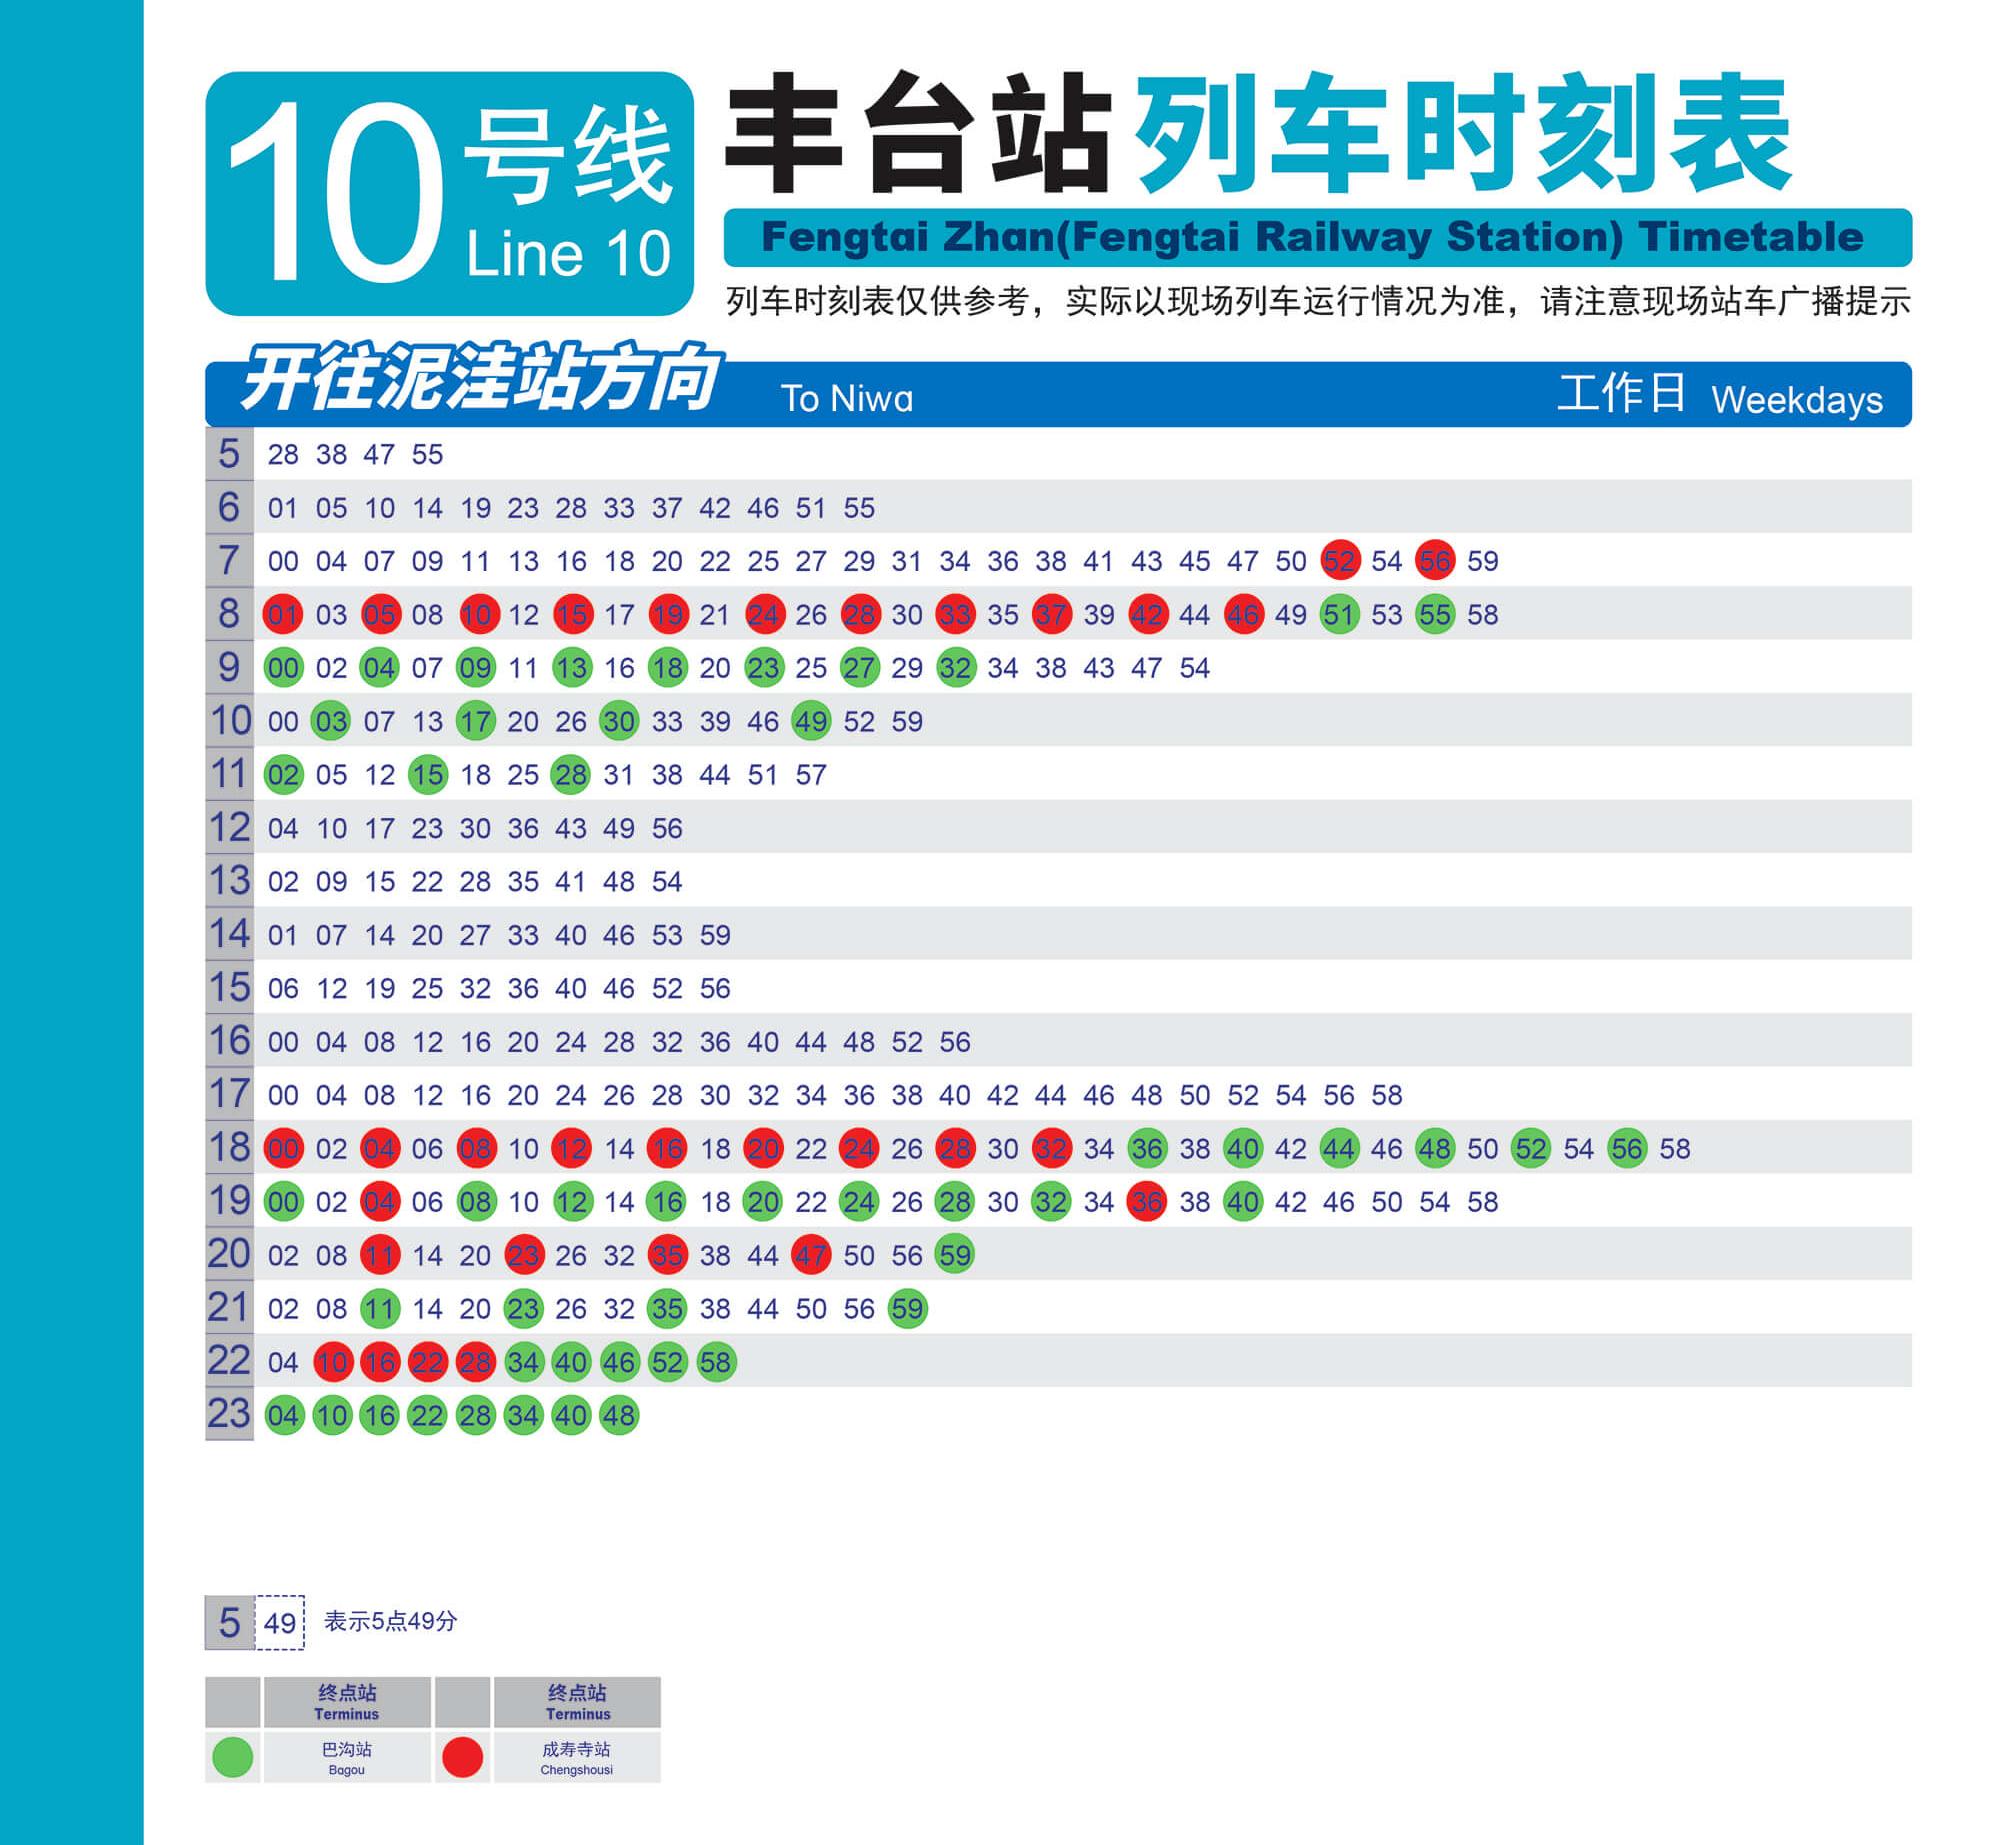 10号线
Line 10
丰台站列车时刻表
Fengtai Zhan(Fengtai Railway Station) Timetable
列车时刻表仅供参考，实际以现场列车运行情况为准，请注意现场站车广播提示
开往泥洼站方向 To Niwa 工作日 Weekdays
5 28 38 47 55
6 01 05 10 14 19 23 28 33 37 42 46 51 55
7 00 04 07 09 11 13 16 18 20 22 25 27 29 31 34 36 38 41 43 45 47 50 52 54 56 59
8 01 03 05 08 10 12 15 17 19 21 24 26 28 30 33 35 37 39 42 44 46 49 51 53 55 58
9 00 02 04 07 09 11 13 16 18 20 23 25 27 29 32 34 38 43 47 54
10 00 03 07 13 17 20 26 30 33 39 46 49 52 59
11 02 05 12 15 18 25 28 31 38 44 51 57
12 04 10 17 23 30 36 43 49 56
13 02 09 15 22 28 35 41 48 54
14 01 07 14 20 27 33 40 46 53 59
15 06 12 19 25 32 36 40 46 52 56
16 00 04 08 12 16 20 24 28 32 36 40 44 48 52 56
17 00 04 08 12 16 20 24 26 28 30 32 34 36 38 40 42 44 46 48 50 52 54 56 58
18 00 02 04 06 08 10 12 14 16 18 20 22 24 26 28 30 32 34 36 38 40 42 44 46 48 50 52 54 56 58
19 00 02 04 06 08 10 12 14 16 18 20 22 24 26 28 30 32 34 36 38 40 42 46 50 54 58
20 02 08 11 14 20 23 26 32 35 38 44 47 50 56 59
21 02 08 11 14 20 23 26 32 35 38 44 50 56 59
22 04 10 16 22 28 34 40 46 52 58
23 04 10 16 22 28 34 40 48
5 49 表示5点49分
终点站 终点站
Terminus Terminus
巴沟站 成寿寺站
Bagou Chengshousi